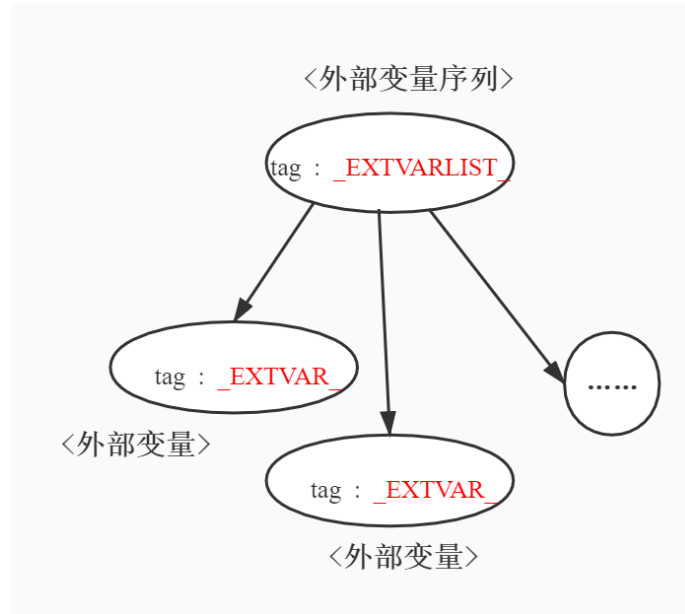 <外部变量序列>
tag : _EXTVARLIST_
tag : _EXTVAR_
……
<外部变量>
tag : _EXTVAR_
<外部变量>